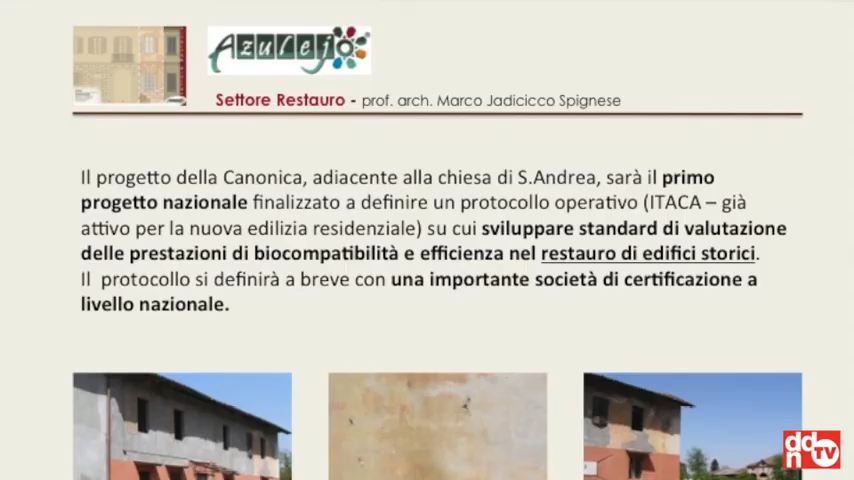 Azulejo
Settore Restauro - prof. arch. Marco Jadicicco Spignese
Il progetto della Canonica, adiacente alla chiesa di S.Andrea, sarà il primo
progetto nazionale finalizzato a definire un protocollo operativo (ITACA – già
attivo per la nuova edilizia residenziale) su cui sviluppare standard di valutazione
delle prestazioni di biocompatibilità e efficienza nel restauro di edifici storici.
Il protocollo si definirà a breve con una importante società di certificazione a
livello nazionale.
ddn TV